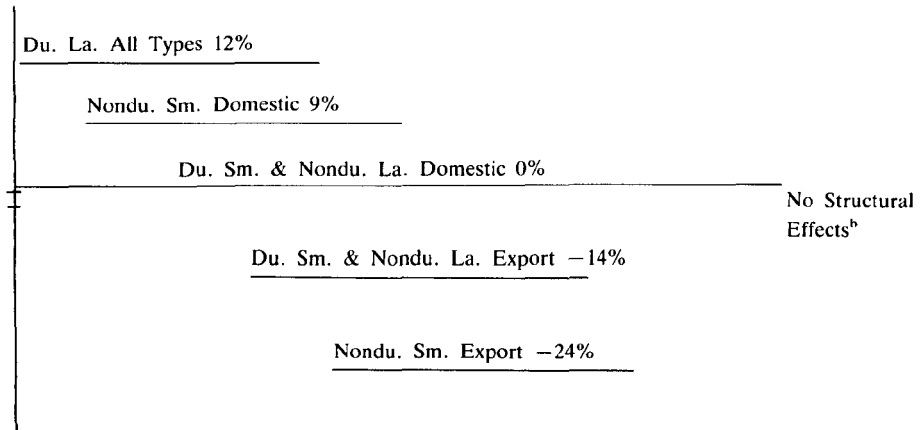 Du. La. All Types 12%
Nondu. Sm. Domestic 9%
Du. Sm. & Nondu. La. Domestic 0%
No Structural
Effectsʰ
Du. Sm. & Nondu. La. Export −14%
Nondu. Sm. Export −24%